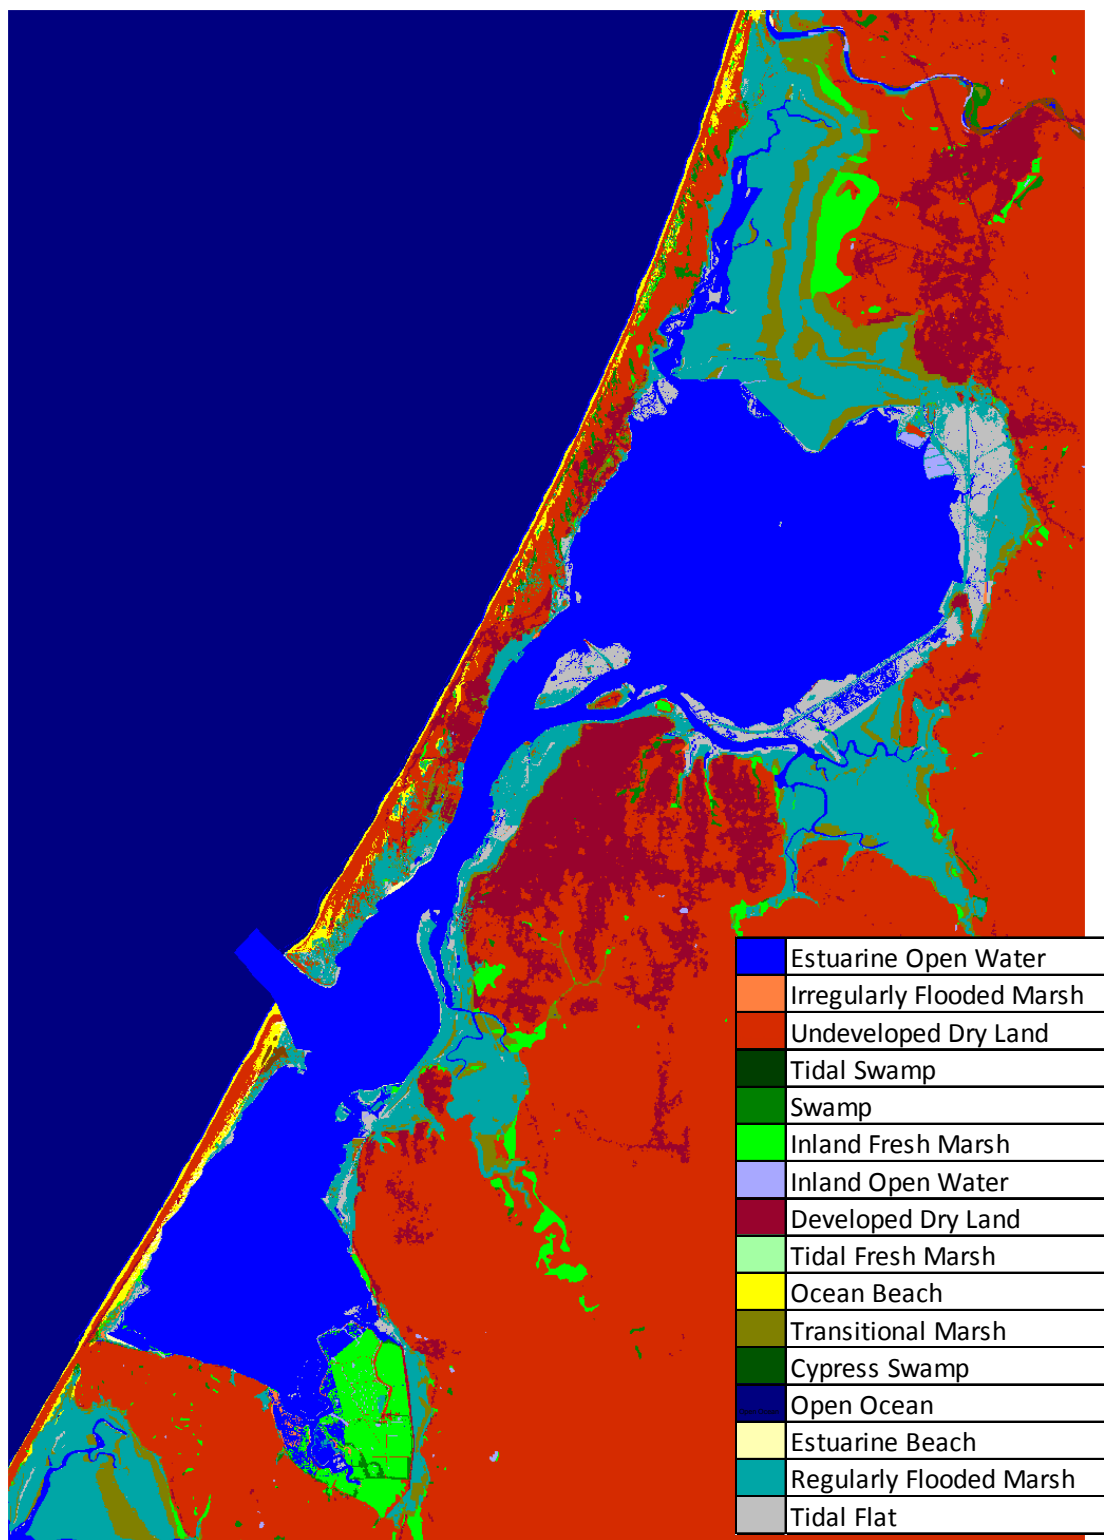 Estuarine Open Water
Irregularly Flooded Marsh
Undeveloped Dry Land
Tidal Swamp
Swamp
Inland Fresh Marsh
Inland Open Water
Developed Dry Land
Tidal Fresh Marsh
Ocean Beach
Transitional Marsh
Cypress Swamp
Open Ocean
Estuarine Beach
Regularly Flooded Marsh
Tidal Flat